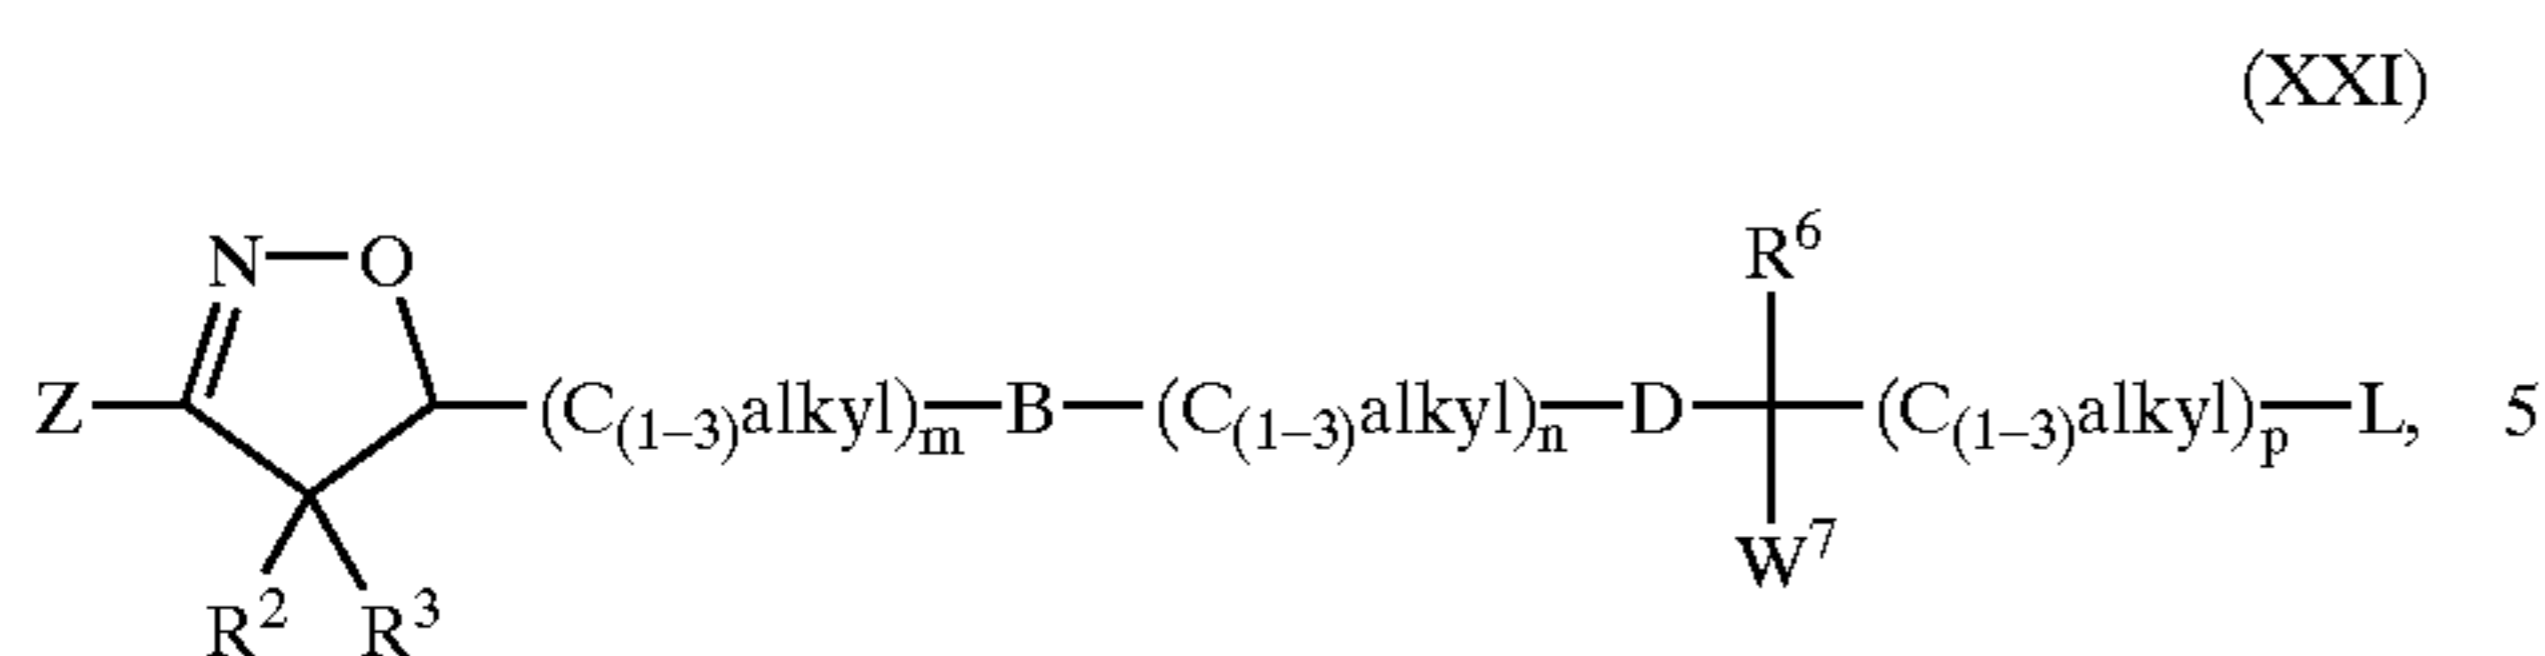 (XXI)
R⁶
N—O
Z—(C₍₁₋₃₎alkyl)ₘ—B—(C₍₁₋₃₎alkyl)ₙ—D—(C₍₁₋₃₎alkyl)ₚ—L, 5
W⁷
R² R³